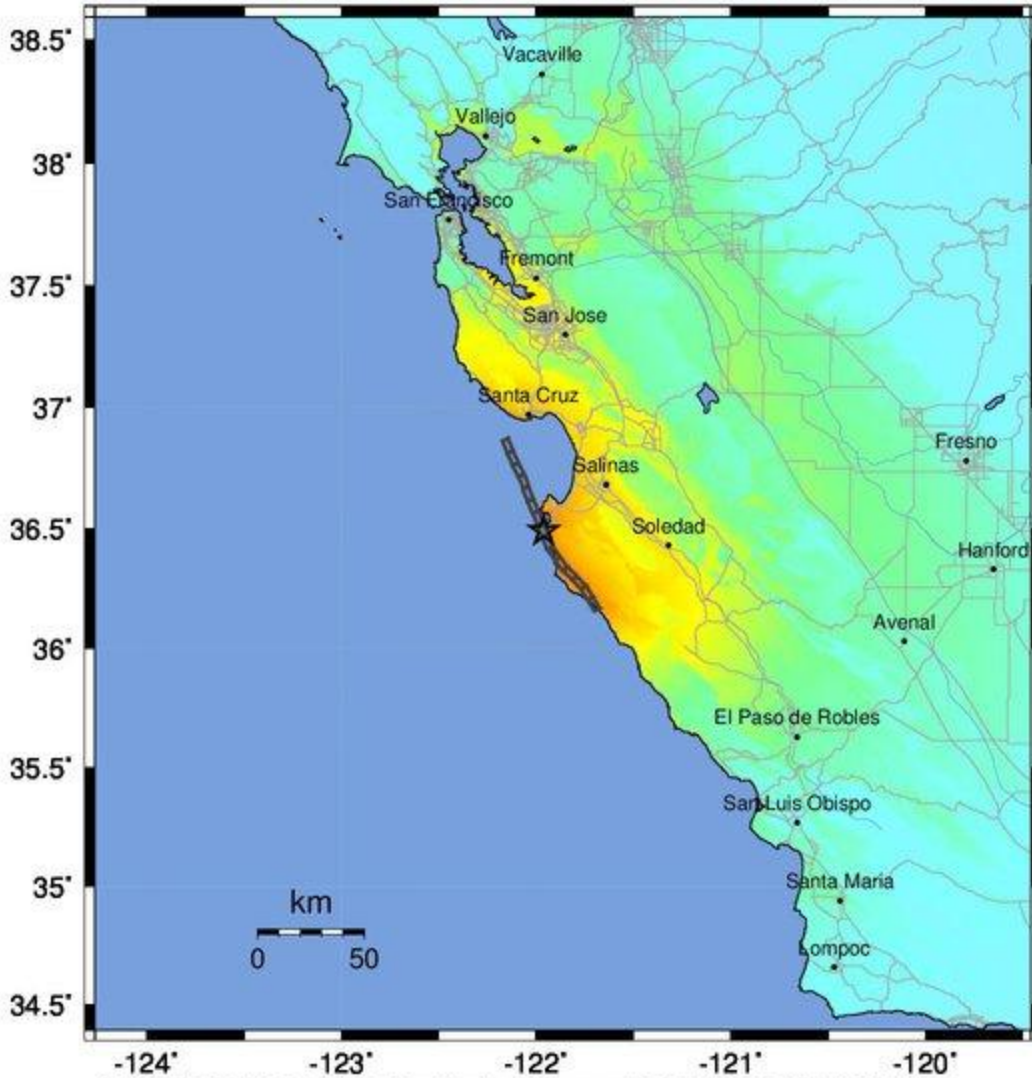 38.5°
Vacaville
Vallejo
38°
San Francisco
37.5°
Fremont
San Jose
37°
Santa Cruz
Fresno
Salinas
36.5°
Soledad
Hanford
36°
Avenal
El Paso de Robles
35.5°
San Luis Obispo
35°
Santa Maria
km
0 50
Lompoc
34.5°
-124° -123° -122° -121° -120°